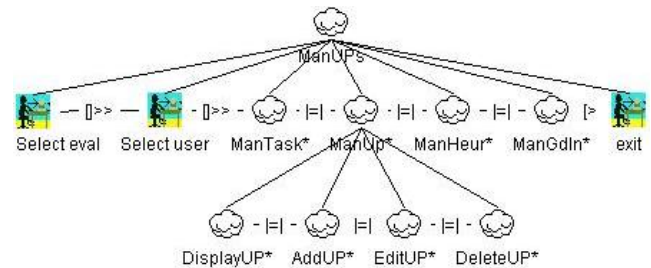 ManUPs
[]>> []>> |=| |=| |=| [>
Select eval Select user ManTask* ManUp* ManHeur* ManGdln* exit
|=| |=| |=|
DisplayUP* AddUP* EditUP* DeleteUP*